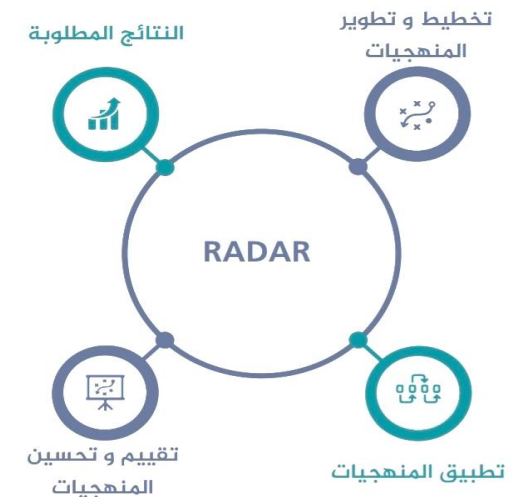 تخطيط و تطوير
المنهجيات
النتائج المطلوبة
RADAR
تطبيق المنهجيات
تقييم و تحسين
المنهجيات